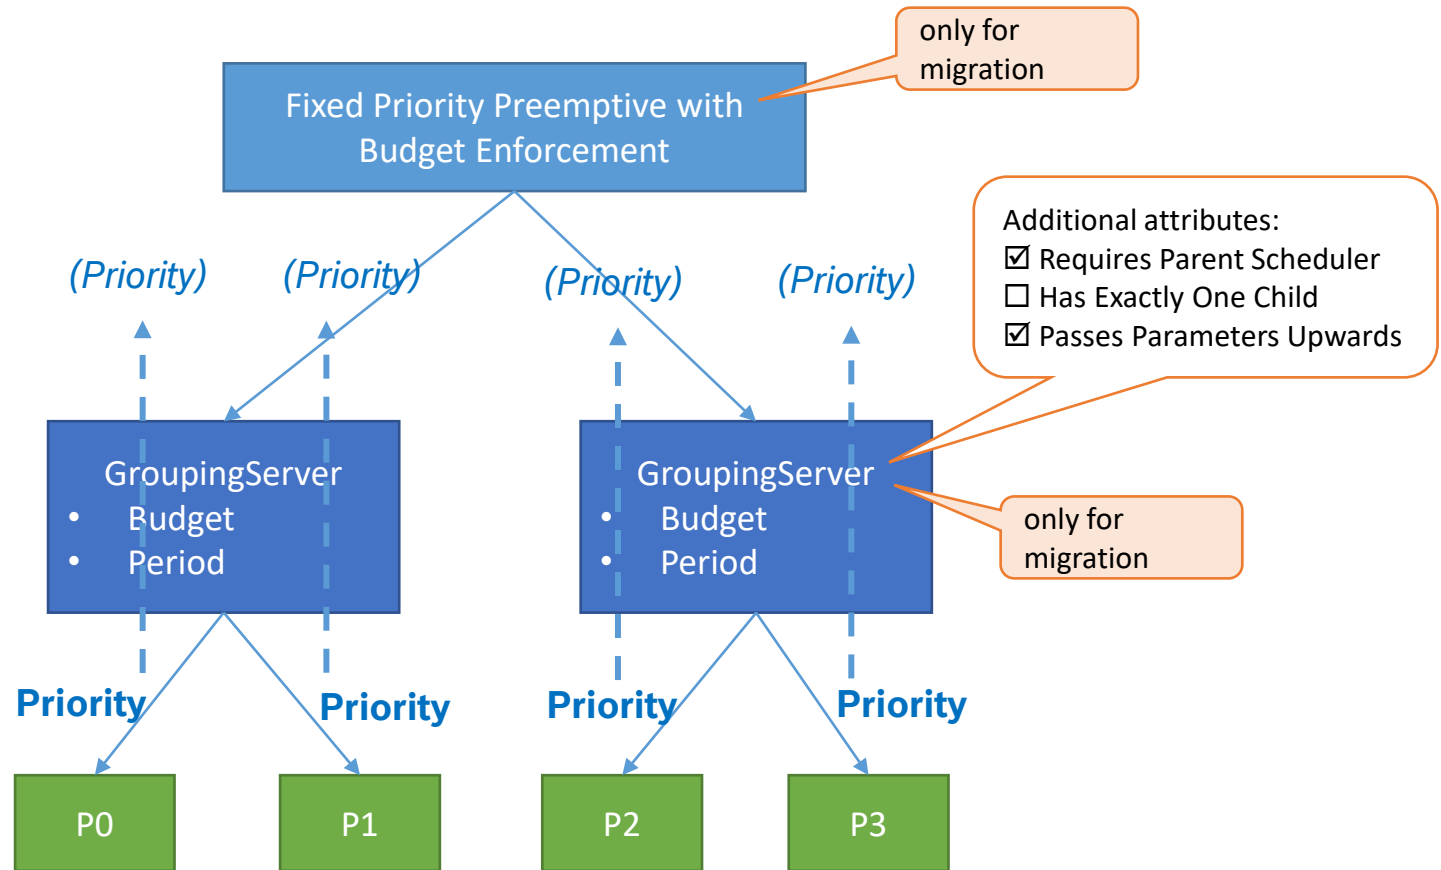 only for
migration
Fixed Priority Preemptive with
Budget Enforcement
Additional attributes:
☑ Requires Parent Scheduler
☐ Has Exactly One Child
☑ Passes Parameters Upwards
(Priority)
(Priority)
(Priority)
(Priority)
GroupingServer
• Budget
• Period
GroupingServer
• Budget
• Period
only for
migration
Priority
Priority
Priority
Priority
P0
P1
P2
P3